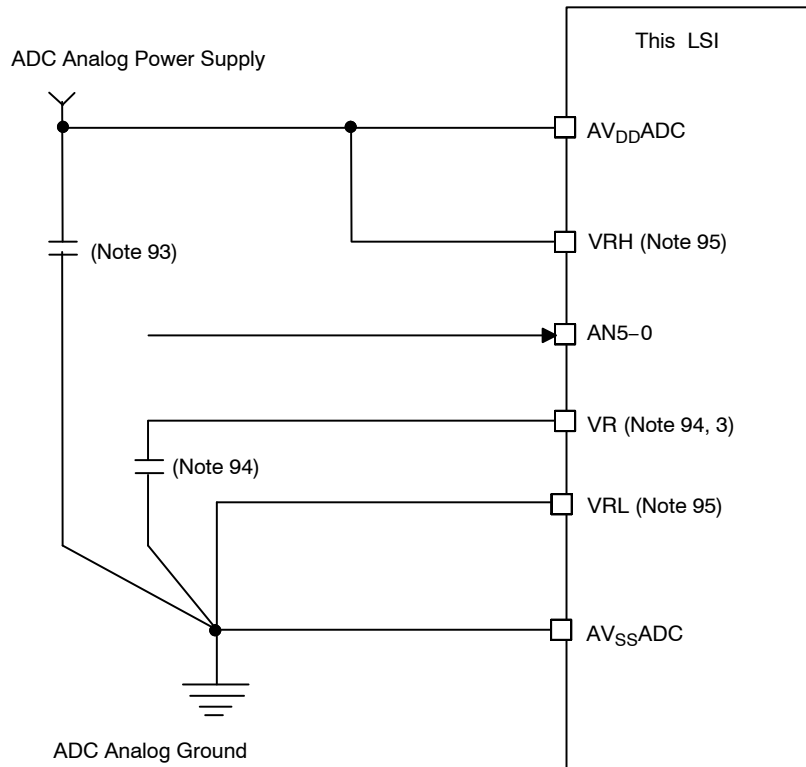 This LSI
ADC Analog Power Supply
AVDDADC
(Note 93)
VRH (Note 95)
AN5−0
VR (Note 94, 3)
(Note 94)
VRL (Note 95)
AVSSADC
ADC Analog Ground